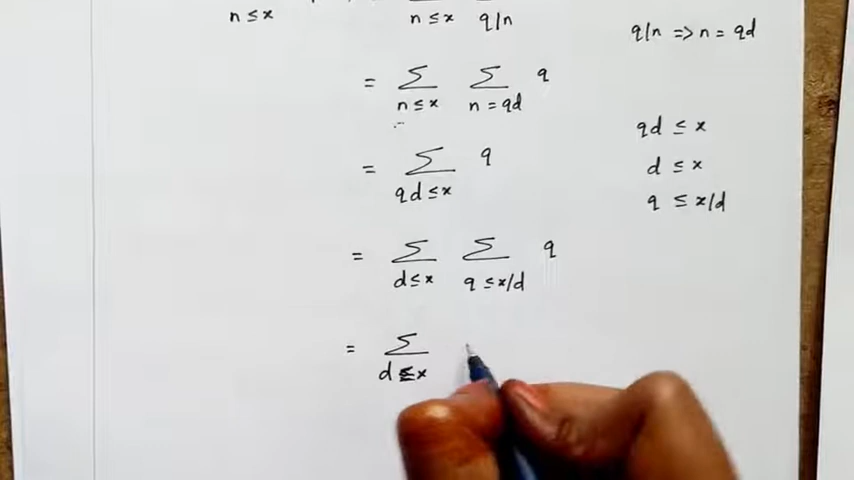 n ≤ x n ≤ x q/n
q/n => n = qd
= Σ Σ q
n ≤ x n = qd
qd ≤ x
= Σ q
qd ≤ x
d ≤ x
q ≤ x/d
= Σ Σ q
d ≤ x q ≤ x/d
= Σ
d ≤ x